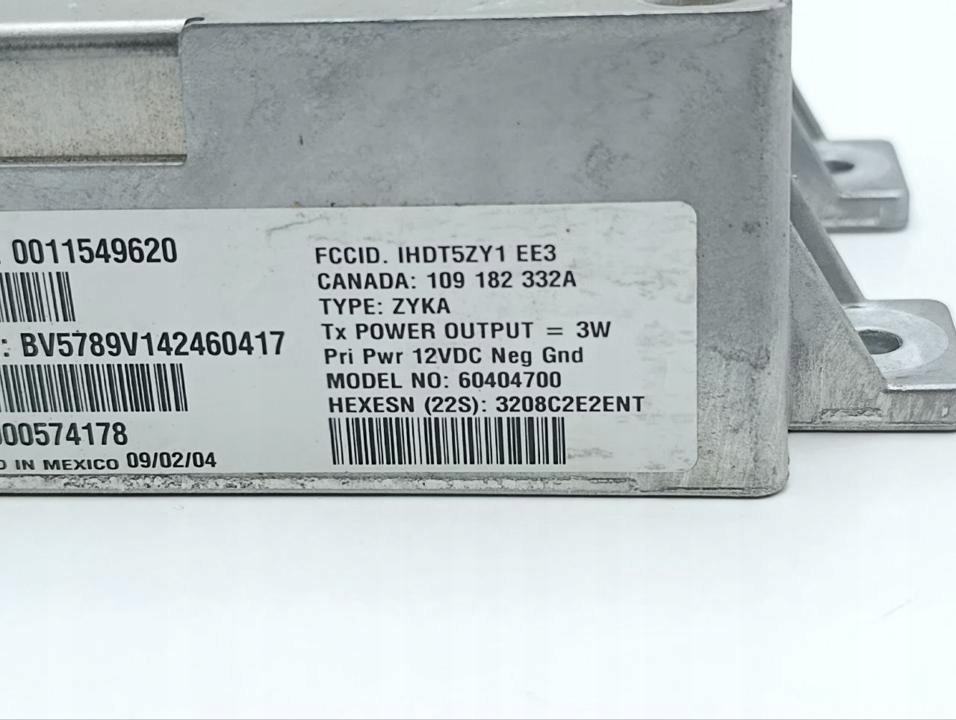 0011549620
: BV5789V142460417
00574178
IN MEXICO 09/02/04
FCCID. IHDT5ZY1 EE3
CANADA: 109 182 332A
TYPE: ZYKA
Tx POWER OUTPUT = 3W
Pri Pwr 12VDC Neg Gnd
MODEL NO: 60404700
HEXESN (22S): 3208C2E2ENT